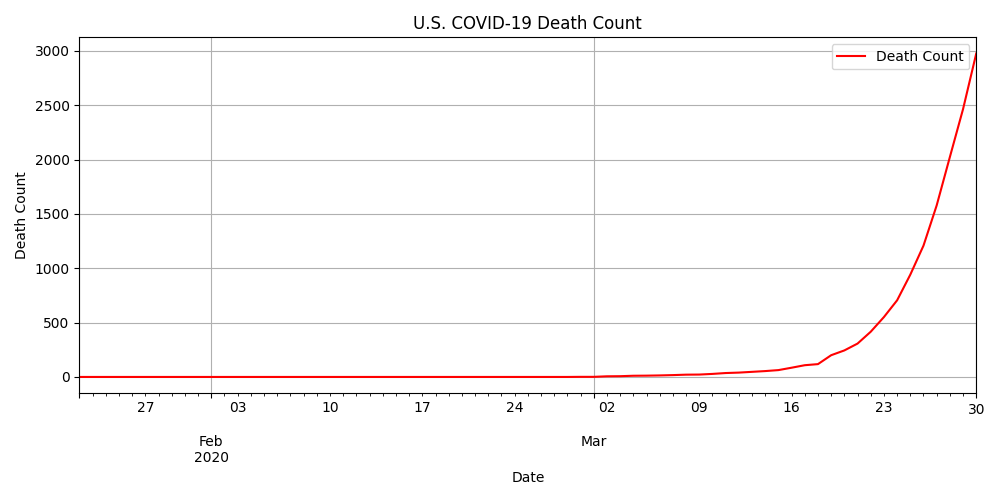 U.S. COVID-19 Death Count
Death Count
3000
2500
2000
1500
1000
500
0
Death Count
27 03 10 17 24 02 09 16 23 30
Feb Mar
2020
Date